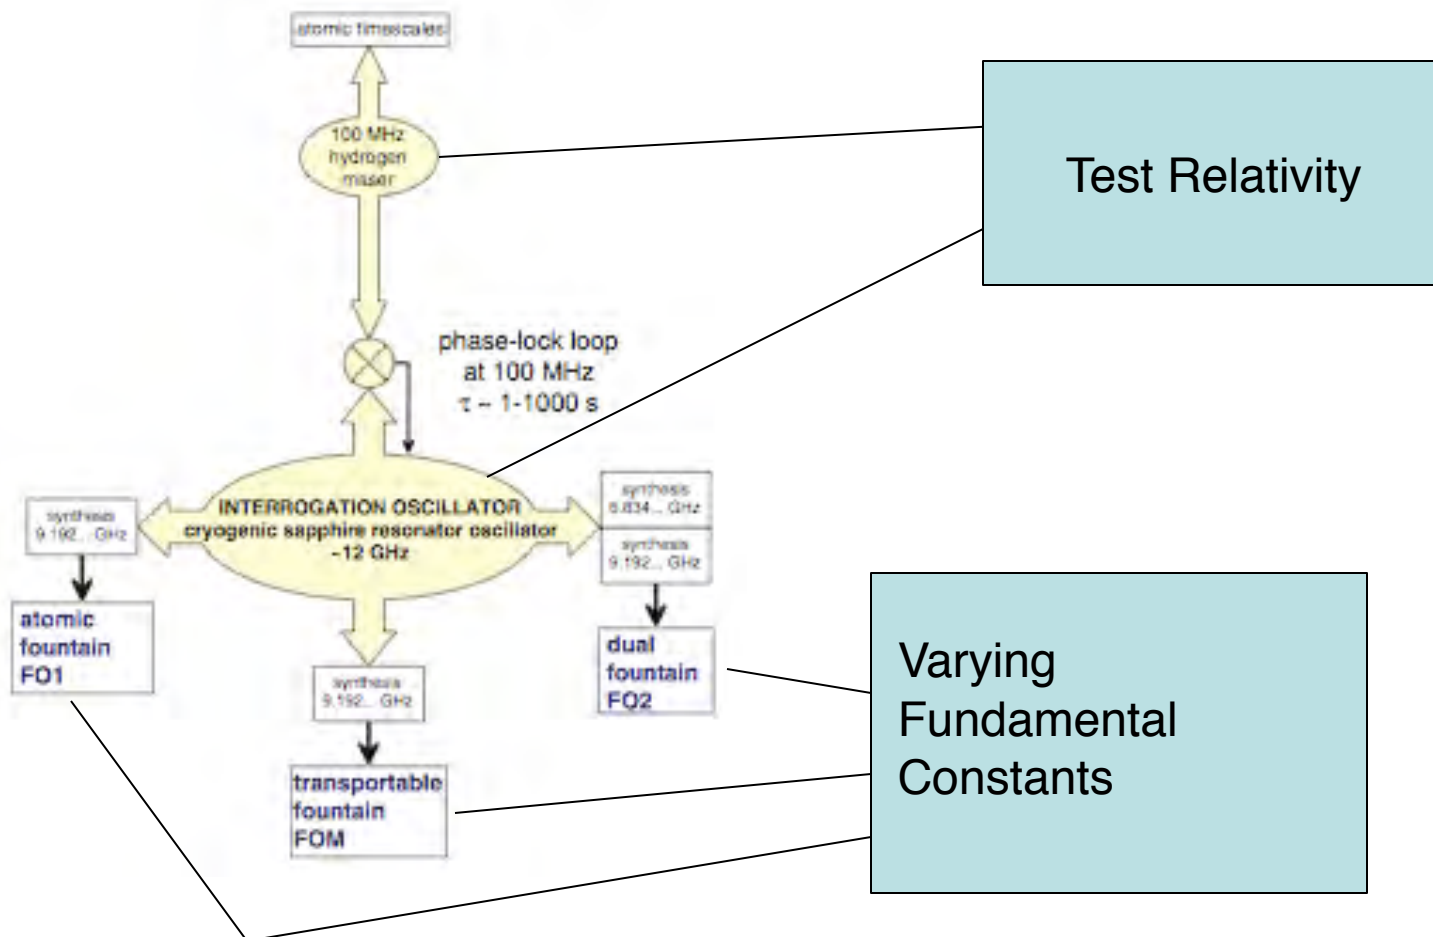 atomic timescales
100 MHz
hydrogen
maser
Test Relativity
phase-lock loop
at 100 MHz
τ ~ 1-1000 s
INTERROGATION OSCILLATOR
cryogenic sapphire resonator oscillator
~12 GHz
synthesis
9.192... GHz
synthesis
6.834... GHz
synthesis
9.192... GHz
atomic
fountain
FO1
synthesis
9.192... GHz
dual
fountain
FO2
transportable
fountain
FOM
Varying
Fundamental
Constants